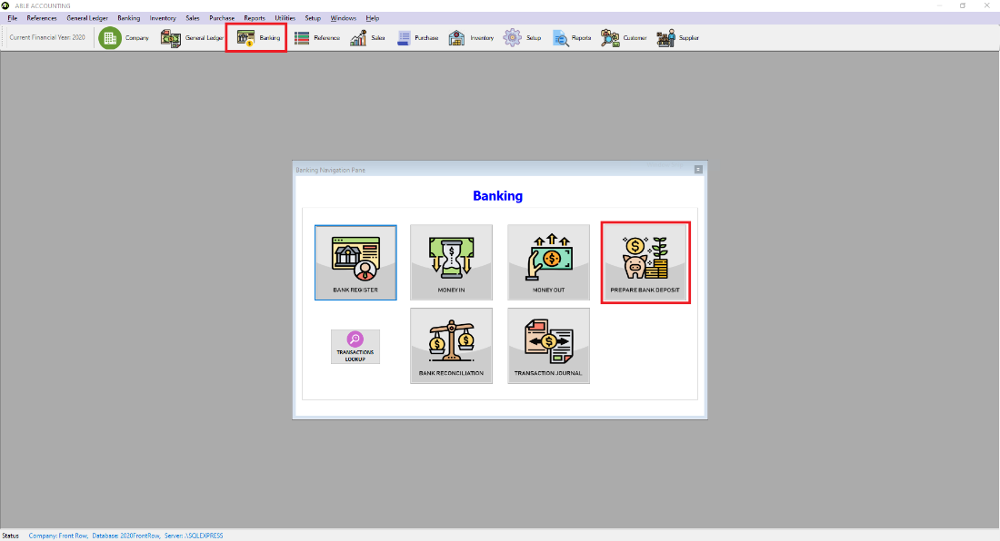 ABLE ACCOUNTING
File References General Ledger Banking Inventory Sales Purchase Reports Utilities Setup Windows Help
Current Financial Year: 2020 Company General Ledger Banking Reference Sales Purchase Inventory Setup Reports Customer Supplier
Banking Navigation Pane
Banking
BANK REGISTER MONEY IN MONEY OUT PREPARE BANK DEPOSIT
TRANSACTIONS
LOOKUP
BANK RECONCILIATION TRANSACTION JOURNAL
Status Company: Front Row, Database: 2020FrontRow, Server: .\SQLEXPRESS